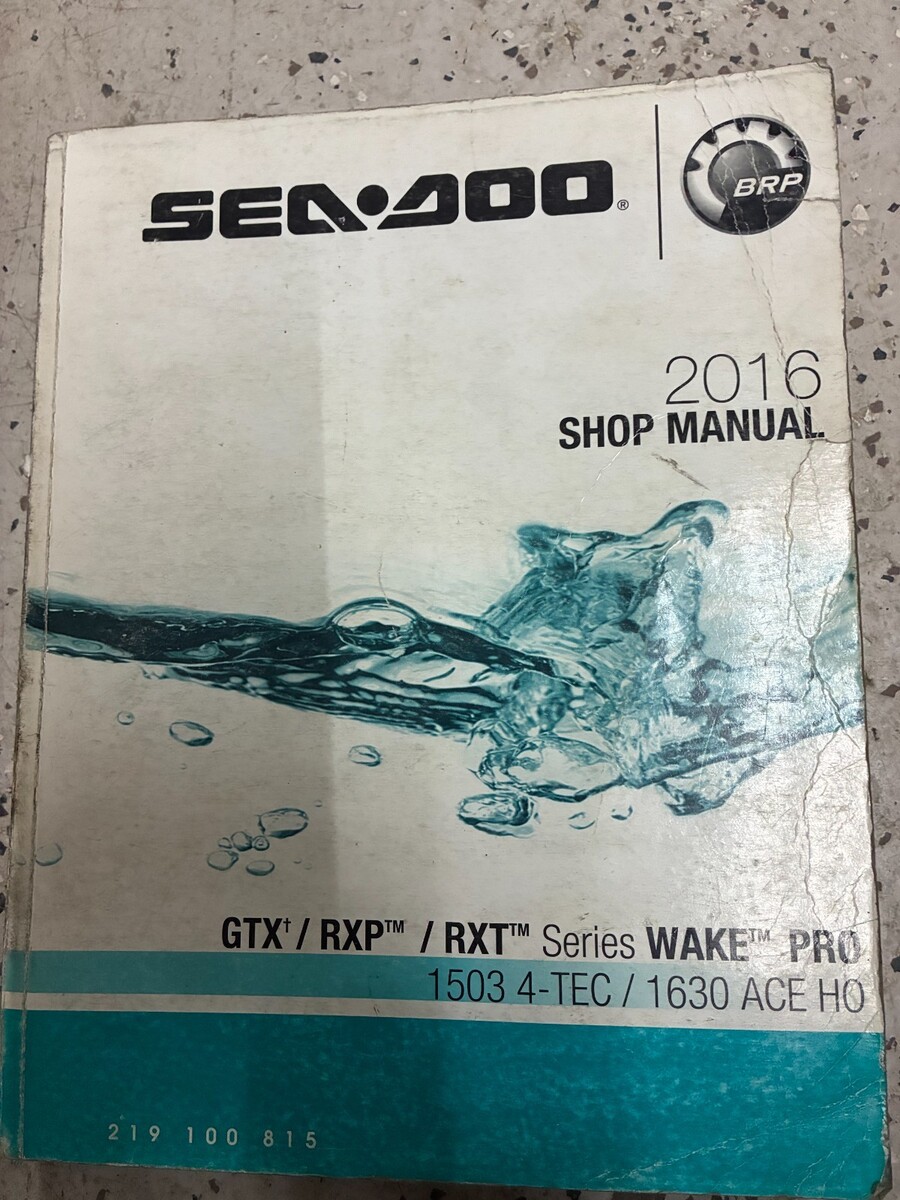 SEA-DOO®
BRP
2016
SHOP MANUAL
GTX† / RXP™ / RXT™ Series WAKE™ PRO
1503 4-TEC / 1630 ACE HO
219 100 815